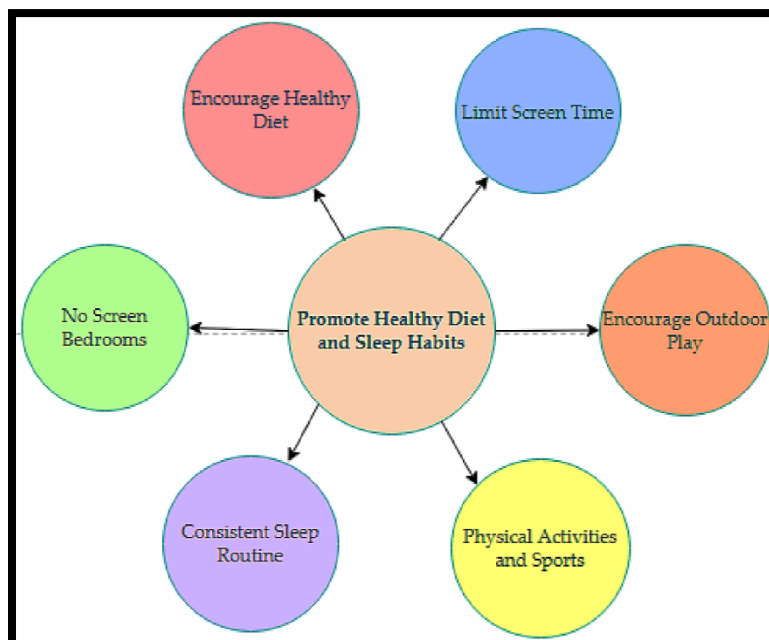 Encourage Healthy
Diet
Limit Screen Time
No Screen
Bedrooms
Promote Healthy Diet
and Sleep Habits
Encourage Outdoor
Play
Consistent Sleep
Routine
Physical Activities
and Sports